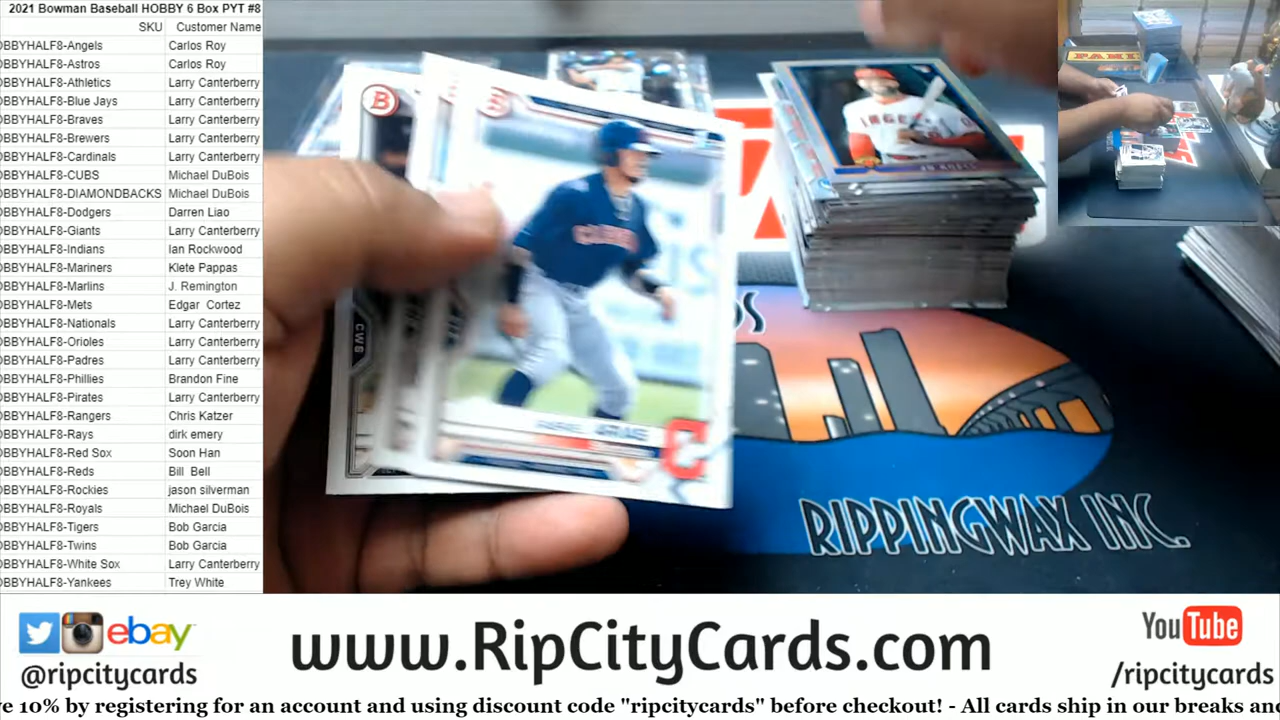 2021 Bowman Baseball HOBBY 6 Box PYT #8
SKU Customer Name
OBBYHALF8-Angels Carlos Roy
OBBYHALF8-Astros Carlos Roy
OBBYHALF8-Athletics Larry Canterberry
OBBYHALF8-Blue Jays Larry Canterberry
OBBYHALF8-Braves Larry Canterberry
OBBYHALF8-Brewers Larry Canterberry
OBBYHALF8-Cardinals Larry Canterberry
OBBYHALF8-CUBS Michael DuBois
OBBYHALF8-DIAMONDBACKS Michael DuBois
OBBYHALF8-Dodgers Darren Liao
OBBYHALF8-Giants Larry Canterberry
OBBYHALF8-Indians Ian Rockwood
OBBYHALF8-Mariners Klete Pappas
OBBYHALF8-Marlins J. Remington
OBBYHALF8-Mets Edgar Cortez
OBBYHALF8-Nationals Larry Canterberry
OBBYHALF8-Orioles Larry Canterberry
OBBYHALF8-Padres Larry Canterberry
OBBYHALF8-Phillies Brandon Fine
OBBYHALF8-Pirates Larry Canterberry
OBBYHALF8-Rangers Chris Katzer
OBBYHALF8-Rays dirk emery
OBBYHALF8-Red Sox Soon Han
OBBYHALF8-Reds Bill Bell
OBBYHALF8-Rockies jason silverman
OBBYHALF8-Royals Michael DuBois
OBBYHALF8-Tigers Bob Garcia
OBBYHALF8-Twins Bob Garcia
OBBYHALF8-White Sox Larry Canterberry
OBBYHALF8-Yankees Trey White
B
B
ANGELS
CWS
C
PANINI
RIPPINGWAX INC.
ebay
@ripcitycards
www.RipCityCards.com
YouTube
/ripcitycards
e 10% by registering for an account and using discount code "ripcitycards" before checkout! - All cards ship in our breaks and